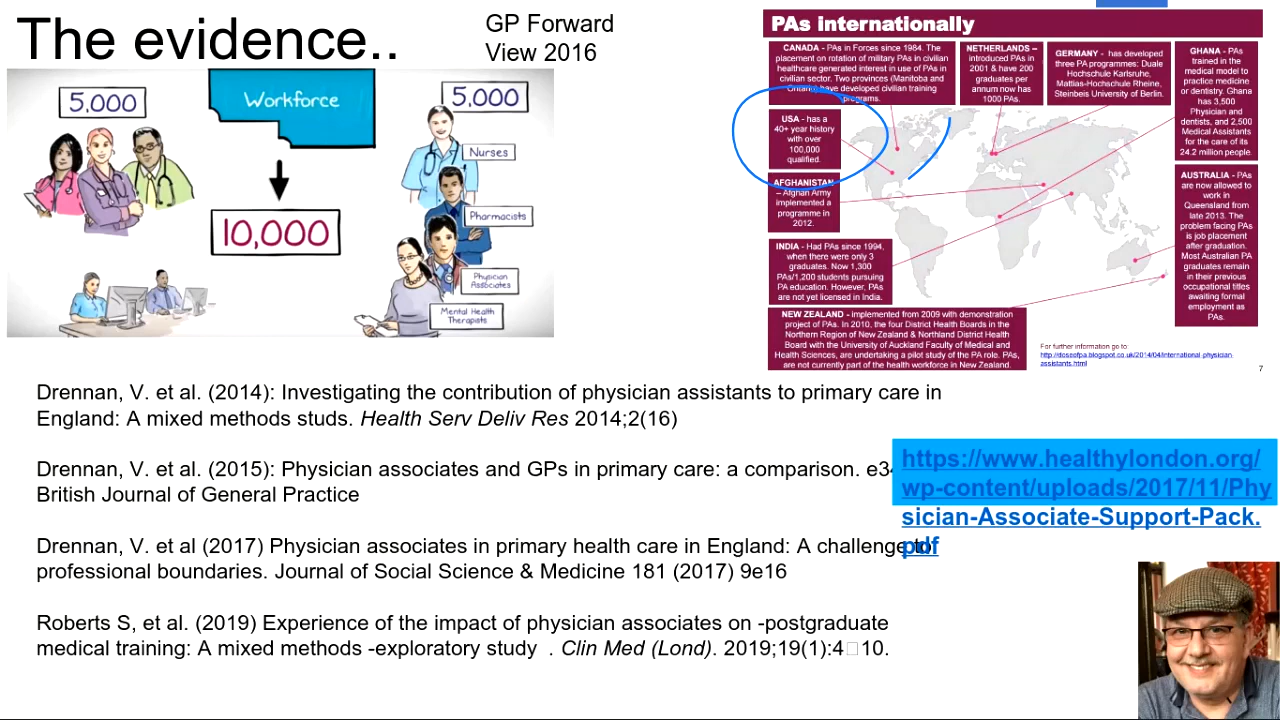 The evidence..
GP Forward
View 2016
5,000
Workforce
5,000
Nurses
10,000
Pharmacists
Physician
Associates
Mental Health
Therapists
PAs internationally
CANADA - PAs in Forces since 1984. The
placement on rotation of military PAs in civilian
healthcare generated interest in use of PAs in
civilian sector. Two provinces (Manitoba and
Ontario) have developed civilian training
programs.
NETHERLANDS –
introduced PAs in
2001 & have 200
graduates per
annum now has
1000 PAs.
GERMANY - has developed
three PA programmes: Duale
Hochschule Karlsruhe,
Mattias-Hochschule Rheine,
Steinbeis University of Berlin.
GHANA - PAs
trained in the
medical model to
practice medicine
or dentistry. Ghana
has 3,500
Physician and
dentists, and 2,500
Medical Assistants
for the care of its
24.2 million people.
USA - has a
40+ year history
with over
100,000
qualified.
AFGHANISTAN
– Afghan Army
implemented a
programme in
2012.
AUSTRALIA - PAs
are now allowed to
work in
Queensland from
late 2013. The
problem facing PAs
is job placement
after graduation.
Most Australian PA
graduates remain
in their previous
occupational titles
awaiting formal
employment as
PAs.
INDIA - Had PAs since 1994,
when there were only 3
graduates. Now 1,300
PAs/1,200 students pursuing
PA education. However, PAs
are not yet licensed in India.
NEW ZEALAND - implemented from 2009 with demonstration
project of PAs. In 2010, the four District Health Boards in the
Northern Region of New Zealand & Northland District Health
Board with the University of Auckland Faculty of Medical and
Health Sciences, are undertaking a pilot study of the PA role. PAs,
are not currently part of the health workforce in New Zealand.
For further information go to:
http://doseofpa.blogspot.co.uk/2014/04/international-physician-
assistants.html
7
Drennan, V. et al. (2014): Investigating the contribution of physician assistants to primary care in
England: A mixed methods studs. Health Serv Deliv Res 2014;2(16)
Drennan, V. et al. (2015): Physician associates and GPs in primary care: a comparison.
British Journal of General Practice
Drennan, V. et al (2017) Physician associates in primary health care in England: A challenge to
professional boundaries. Journal of Social Science & Medicine 181 (2017) 9e16
Roberts S, et al. (2019) Experience of the impact of physician associates on -postgraduate
medical training: A mixed methods -exploratory study . Clin Med (Lond). 2019;19(1):4□10.
https://www.healthylondon.org/
wp-content/uploads/2017/11/Phy
sician-Associate-Support-Pack.
pdf